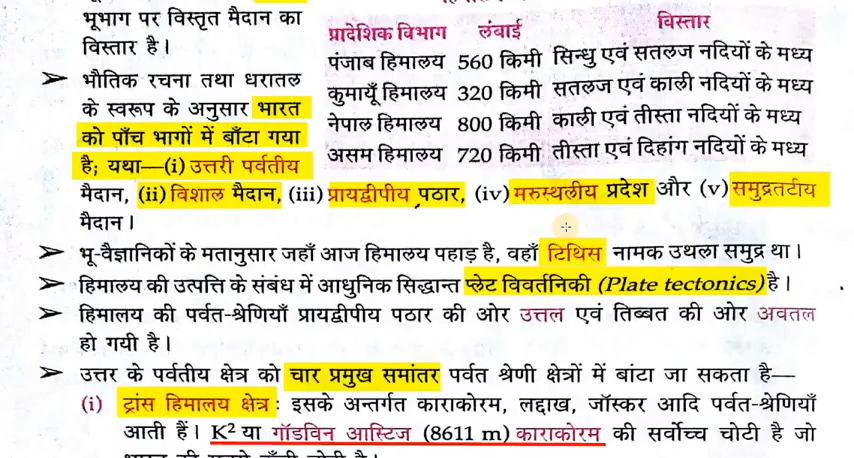 भूभाग पर विस्तृत मैदान का
विस्तार है।
प्रादेशिक विभाग लंबाई विस्तार
पंजाब हिमालय 560 किमी सिन्धु एवं सतलज नदियों के मध्य
कुमायूँ हिमालय 320 किमी सतलज एवं काली नदियों के मध्य
नेपाल हिमालय 800 किमी काली एवं तीस्ता नदियों के मध्य
असम हिमालय 720 किमी तीस्ता एवं दिहांग नदियों के मध्य
➢ भौतिक रचना तथा धरातल
के स्वरूप के अनुसार भारत
को पाँच भागों में बाँटा गया
है; यथा—(i) उत्तरी पर्वतीय
मैदान, (ii) विशाल मैदान, (iii) प्रायद्वीपीय पठार, (iv) मरुस्थलीय प्रदेश और (v) समुद्रतटीय
मैदान।
➢ भू-वैज्ञानिकों के मतानुसार जहाँ आज हिमालय पहाड़ है, वहाँ टिथिस नामक उथला समुद्र था।
➢ हिमालय की उत्पत्ति के संबंध में आधुनिक सिद्धान्त प्लेट विवर्तनिकी (Plate tectonics) है।
➢ हिमालय की पर्वत-श्रेणियाँ प्रायद्वीपीय पठार की ओर उत्तल एवं तिब्बत की ओर अवतल
हो गयी है।
➢ उत्तर के पर्वतीय क्षेत्र को चार प्रमुख समांतर पर्वत श्रेणी क्षेत्रों में बांटा जा सकता है—
(i) ट्रांस हिमालय क्षेत्र : इसके अन्तर्गत काराकोरम, लद्दाख, जॉस्कर आदि पर्वत-श्रेणियाँ
आती हैं। K² या गॉडविन आस्टिज (8611 m) काराकोरम की सर्वोच्च चोटी है जो